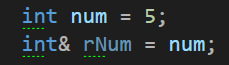 int num = 5;
int& rNum = num;